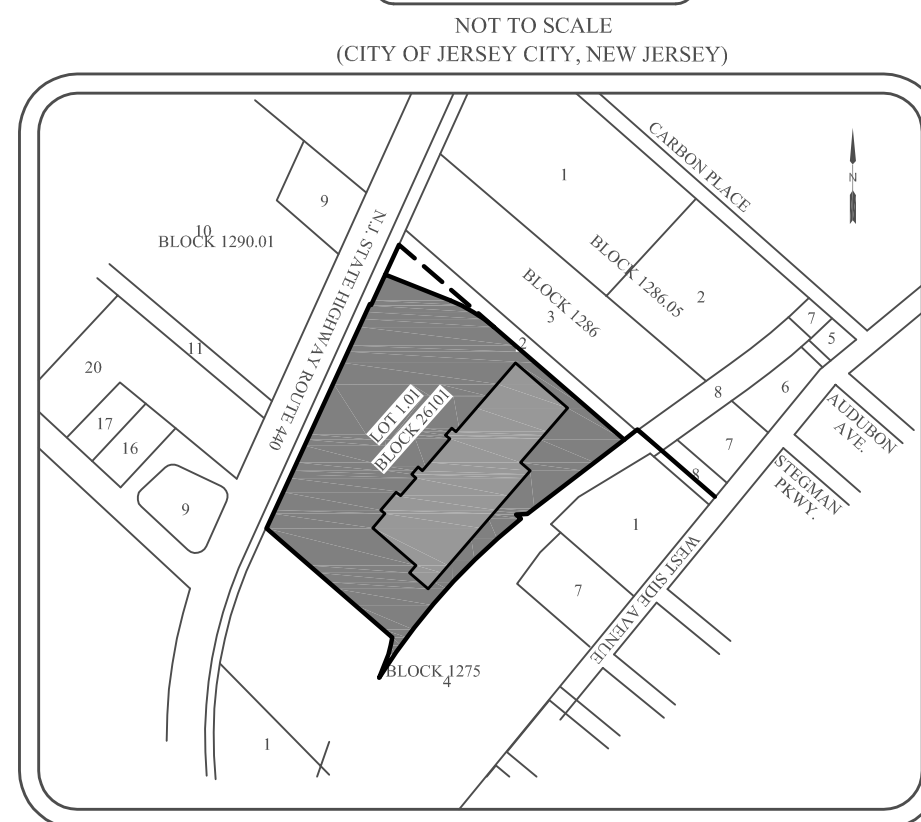 NOT TO SCALE
(CITY OF JERSEY CITY, NEW JERSEY)
CARBON PLACE
1
N
9
10
BLOCK 1290.01
N.J. STATE HIGHWAY ROUTE 440
BLOCK 1286.05
2
BLOCK 1286
3
7
5
2
11
20
8
6
AUDUBON
AVE.
LOT 1.01
BLOCK 26101
17
16
7
STEGMAN
PKWY.
8
9
1
7
WEST SIDE AVENUE
BLOCK 1275
4
1